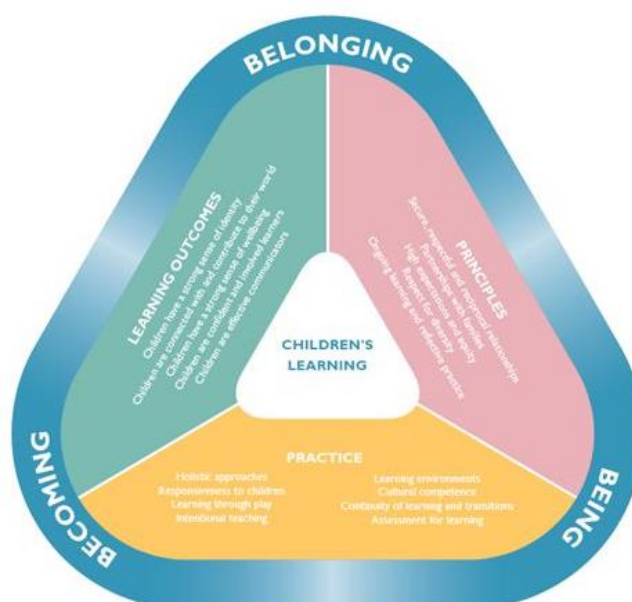 BELONGING
LEARNING OUTCOMES
Children have a strong sense of identity
Children are connected with and contribute to their world
Children have a strong sense of wellbeing
Children are confident and involved learners
Children are effective communicators
PRINCIPLES
Secure, respectful and reciprocal relationships
Partnerships with families
High expectations and equity
Respect for diversity
Ongoing learning and reflective practice
CHILDREN'S
LEARNING
PRACTICE
Holistic approaches
Responsiveness to children
Learning through play
Intentional teaching
Learning environments
Cultural competence
Continuity of learning and transitions
Assessment for learning
BECOMING
BEING